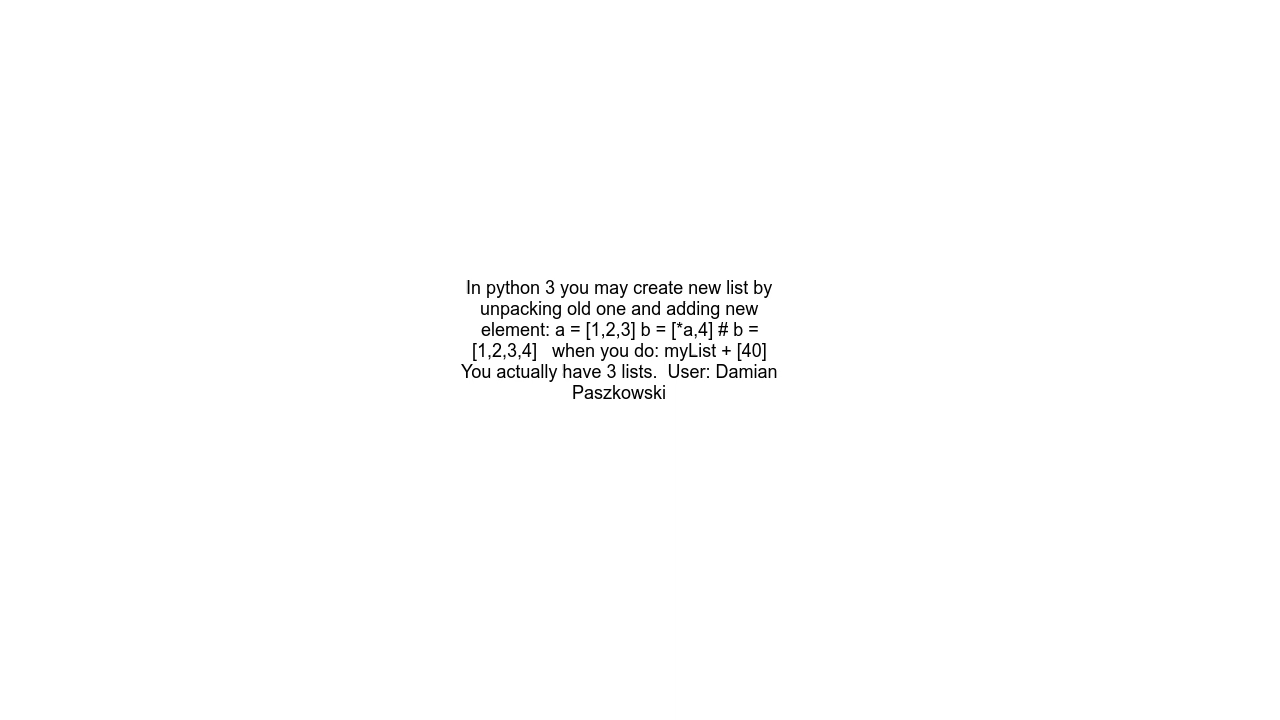 In python 3 you may create new list by
unpacking old one and adding new
element: a = [1,2,3] b = [*a,4] # b =
[1,2,3,4]   when you do: myList + [40]
You actually have 3 lists.  User: Damian
Paszkowski